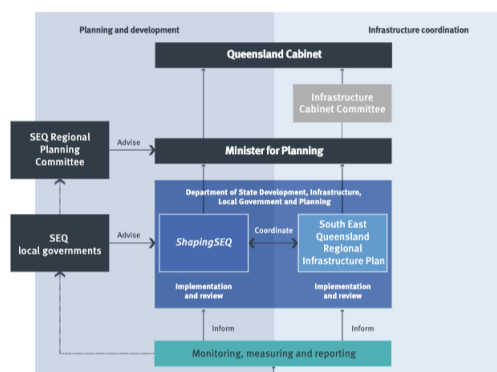 Planning and development
Infrastructure coordination
Queensland Cabinet
Infrastructure
Cabinet Committee
SEQ Regional
Planning
Committee
Advise
Minister for Planning
Department of State Development, Infrastructure,
Local Government and Planning
SEQ
local governments
Advise
ShapingSEQ
Coordinate
South East
Queensland
Regional
Infrastructure Plan
Implementation
and review
Implementation
and review
Inform
Inform
Monitoring, measuring and reporting